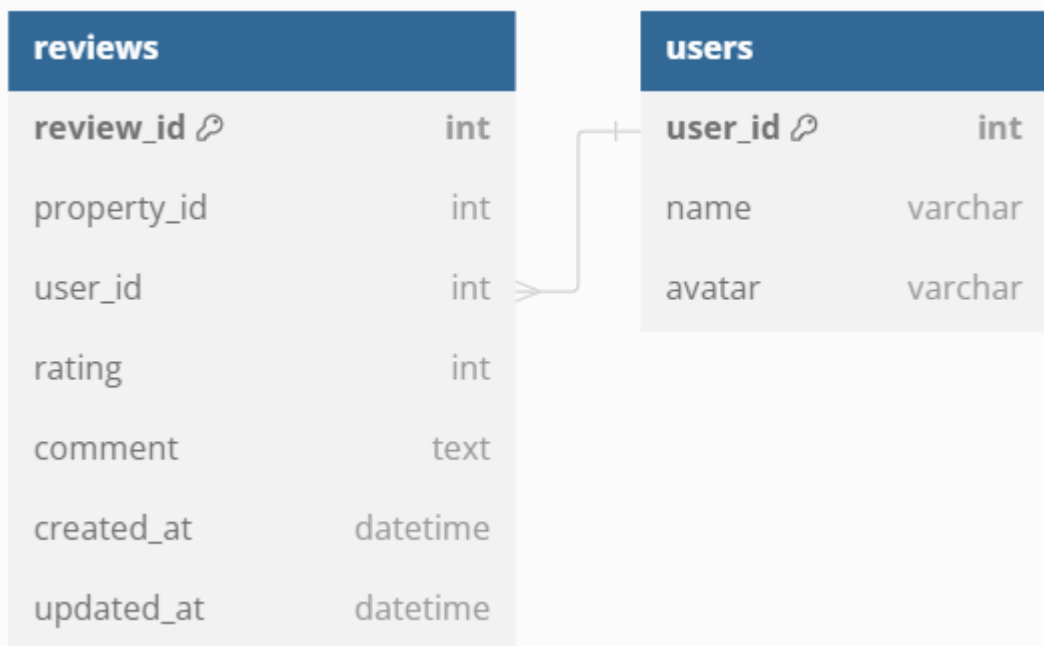 reviews
review_id int
property_id int
user_id int
rating int
comment text
created_at datetime
updated_at datetime
users
user_id int
name varchar
avatar varchar